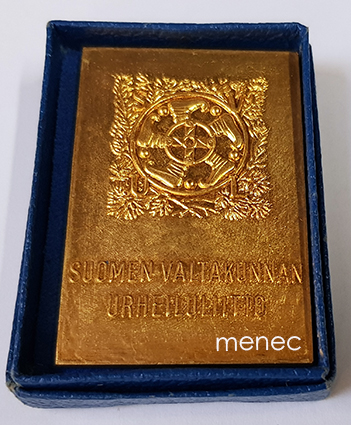 SUOMEN VALTAKUNNAN
URHEILULIITTO
menec